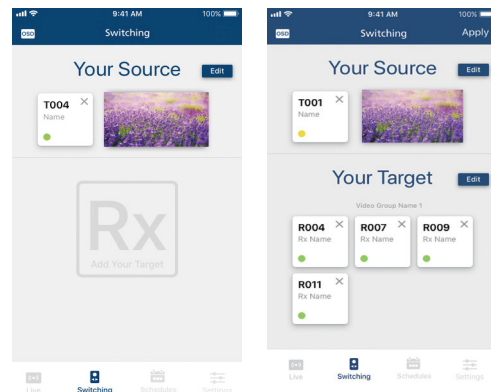 9:41 AM
100%
OSD
Switching
Your Source
Edit
T004
Name
Rx
Add Your Target
Live
Switching
Schedules
Settings
9:41 AM
100%
OSD
Switching
Apply
Your Source
Edit
T001
Name
Your Target
Edit
Video Group Name 1
R004
Rx Name
R007
Rx Name
R009
Rx Name
R011
Rx Name
Live
Switching
Schedules
Settings